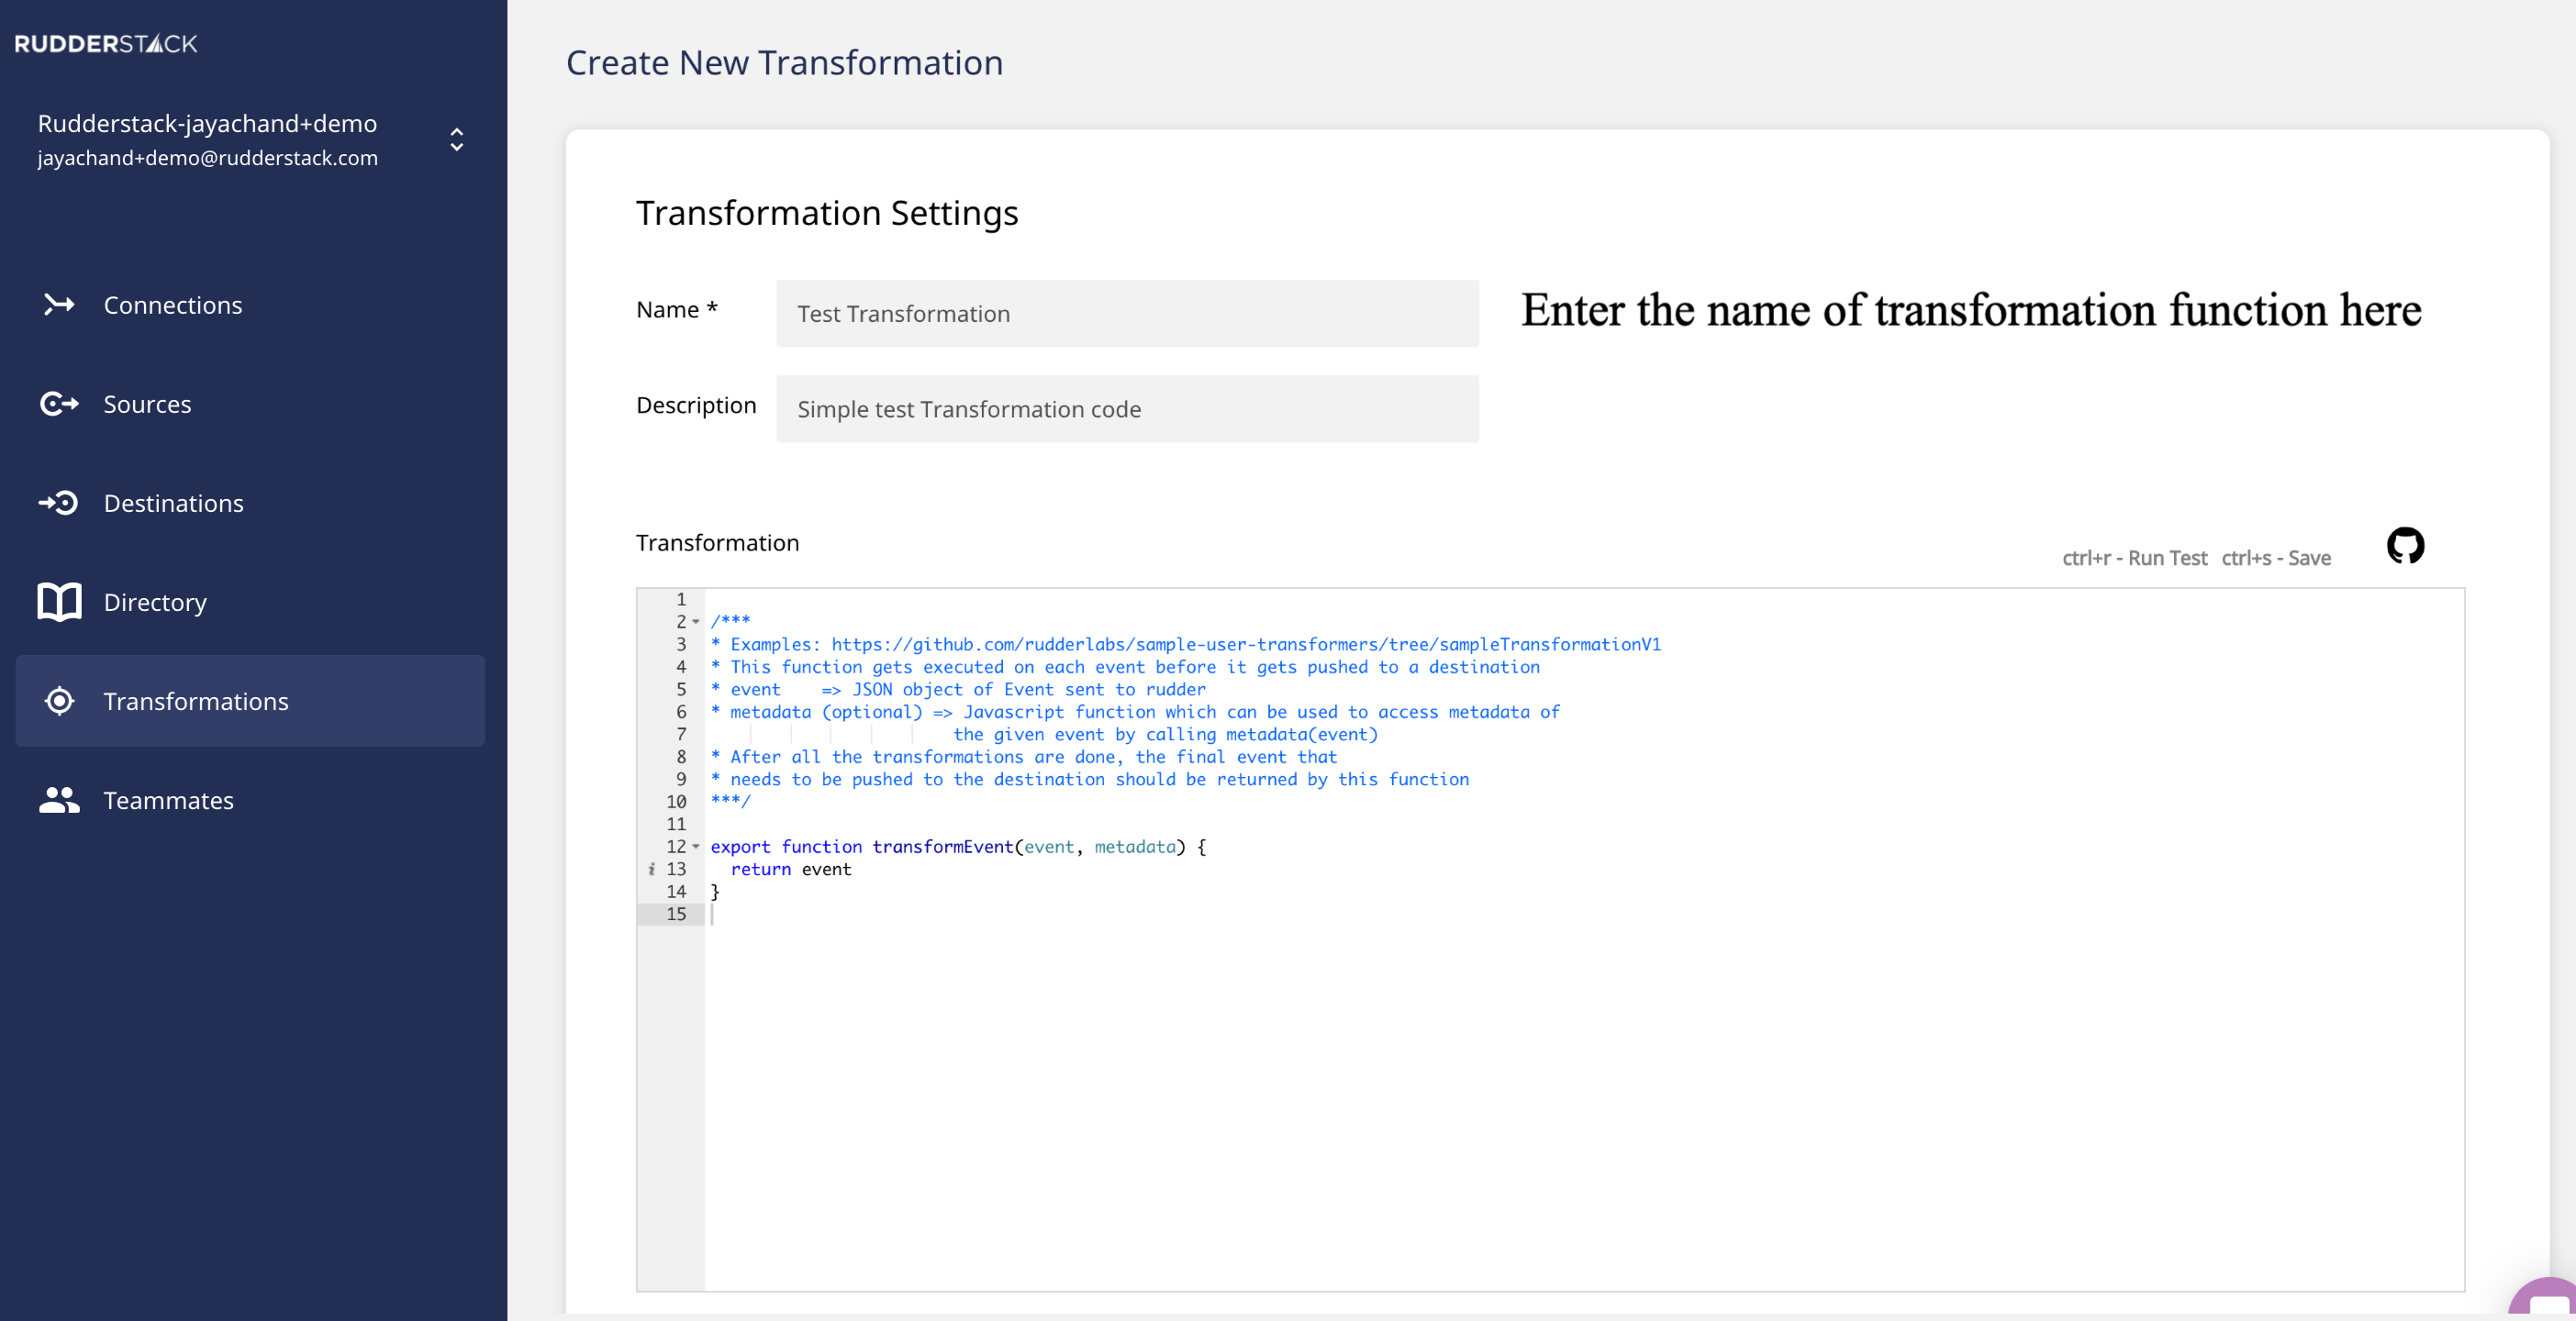 RUDDERSTACK
Rudderstack-jayachand+demo
jayachand+demo@rudderstack.com
Connections
Sources
Destinations
Directory
Transformations
Teammates
Create New Transformation
Transformation Settings
Name * Test Transformation Enter the name of transformation function here
Description Simple test Transformation code
Transformation ctrl+r - Run Test ctrl+s - Save
1
2 /***
3 * Examples: https://github.com/rudderlabs/sample-user-transformers/tree/sampleTransformationV1
4 * This function gets executed on each event before it gets pushed to a destination
5 * event    => JSON object of Event sent to rudder
6 * metadata (optional) => Javascript function which can be used to access metadata of
7                         the given event by calling metadata(event)
8 * After all the transformations are done, the final event that
9 * needs to be pushed to the destination should be returned by this function
10 ***/
11
12 export function transformEvent(event, metadata) {
i 13   return event
14 }
15